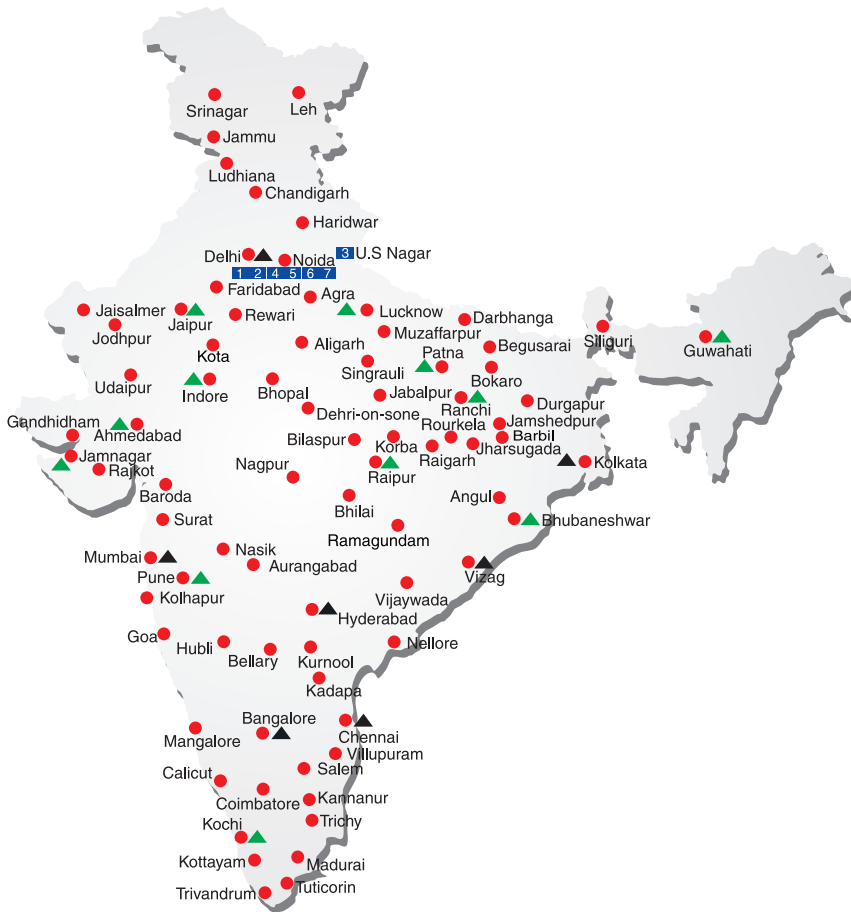 Srinagar
Leh
Jammu
Ludhiana
Chandigarh
Haridwar
Delhi
Noida
3 U.S Nagar
1 2 4 5 6 7
Faridabad
Agra
Jaisalmer
Jaipur
Rewari
Lucknow
Darbhanga
Jodhpur
Muzaffarpur
Siliguri
Guwahati
Kota
Aligarh
Patna
Begusarai
Singrauli
Udaipur
Indore
Bhopal
Jabalpur
Bokaro
Ranchi
Durgapur
Dehri-on-sone
Gandhidham
Ahmedabad
Rourkela
Jamshedpur
Bilaspur
Korba
Barbil
Raigarh
Jharsugada
Jamnagar
Rajkot
Nagpur
Raipur
Kolkata
Baroda
Bhilai
Angul
Surat
Bhubaneshwar
Ramagundam
Mumbai
Nasik
Aurangabad
Vizag
Pune
Kolhapur
Vijaywada
Hyderabad
Goa
Hubli
Bellary
Kurnool
Nellore
Kadapa
Bangalore
Mangalore
Chennai
Villupuram
Calicut
Salem
Coimbatore
Kannanur
Kochi
Trichy
Kottayam
Madurai
Trivandrum
Tuticorin